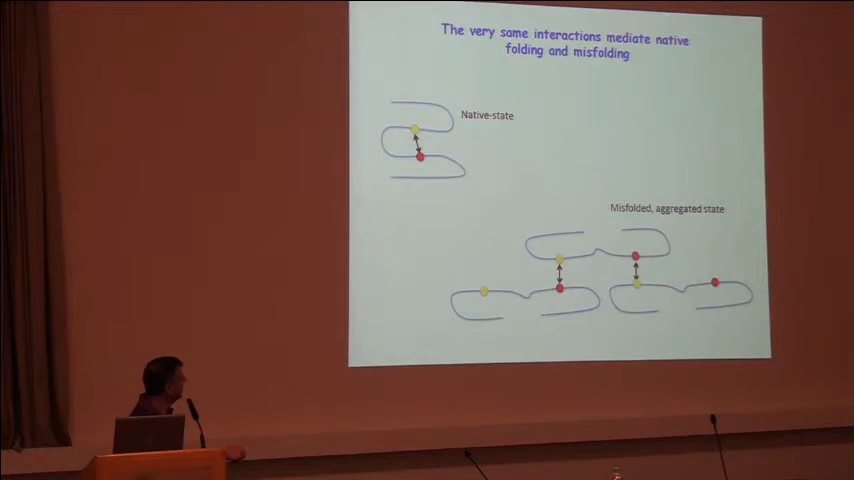 The very same interactions mediate native
folding and misfolding
Native-state
Misfolded, aggregated state